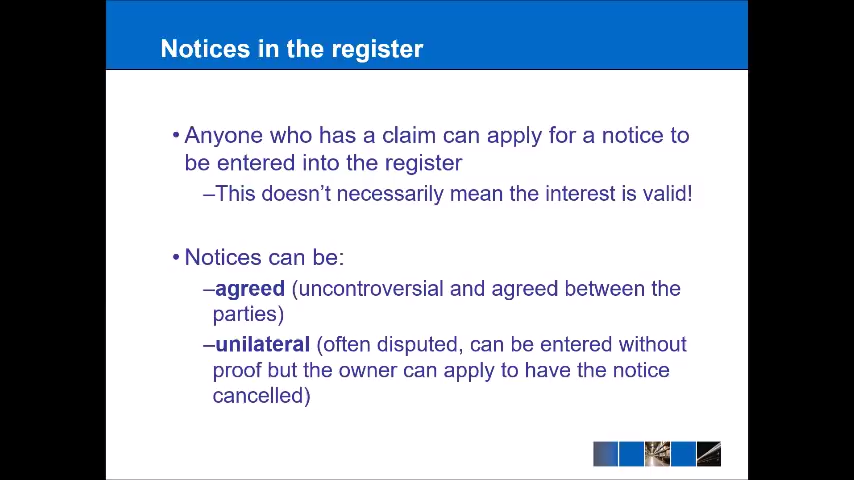 Notices in the register
• Anyone who has a claim can apply for a notice to
be entered into the register
–This doesn’t necessarily mean the interest is valid!
• Notices can be:
–agreed (uncontroversial and agreed between the
parties)
–unilateral (often disputed, can be entered without
proof but the owner can apply to have the notice
cancelled)